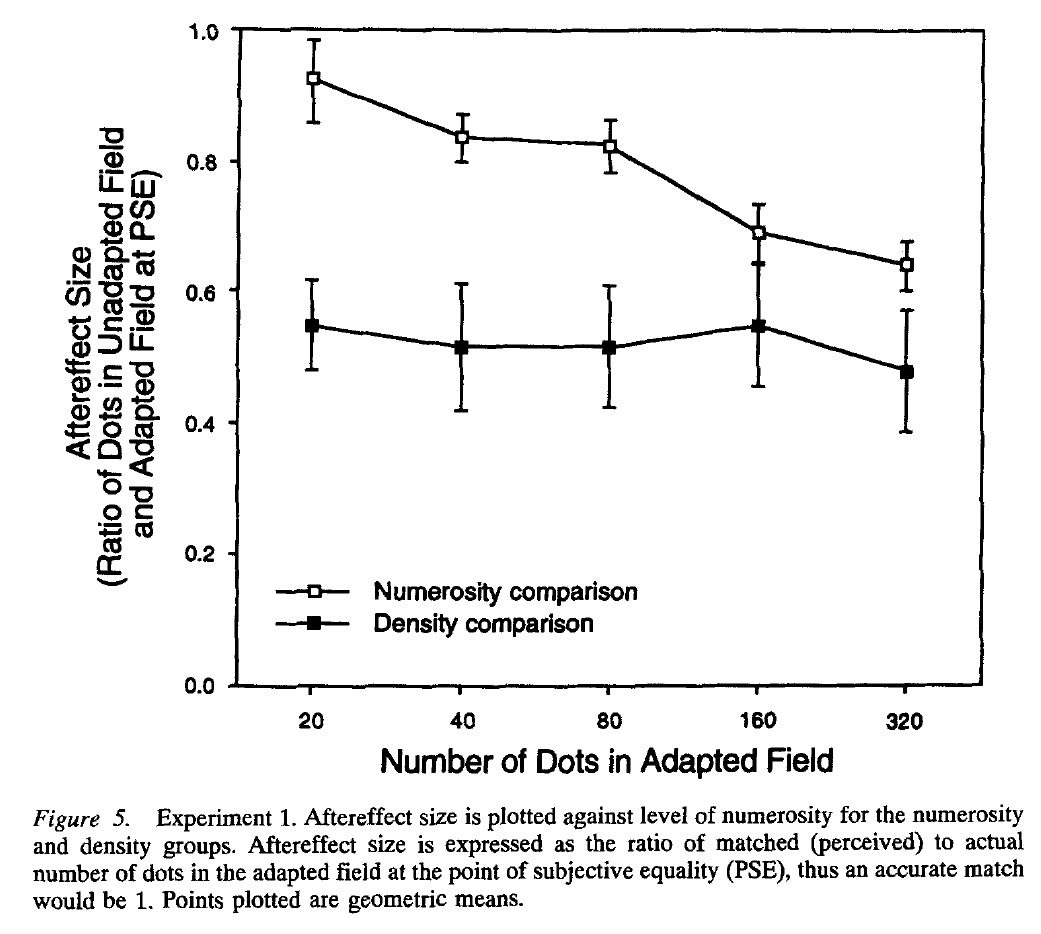 1.0
0.8
0.6
0.4
0.2
0.0
Aftereffect Size
(Ratio of Dots in Unadapted Field
and Adapted Field at PSE)
Numerosity comparison
Density comparison
20 40 80 160 320
Number of Dots in Adapted Field
Figure 5. Experiment 1. Aftereffect size is plotted against level of numerosity for the numerosity
and density groups. Aftereffect size is expressed as the ratio of matched (perceived) to actual
number of dots in the adapted field at the point of subjective equality (PSE), thus an accurate match
would be 1. Points plotted are geometric means.